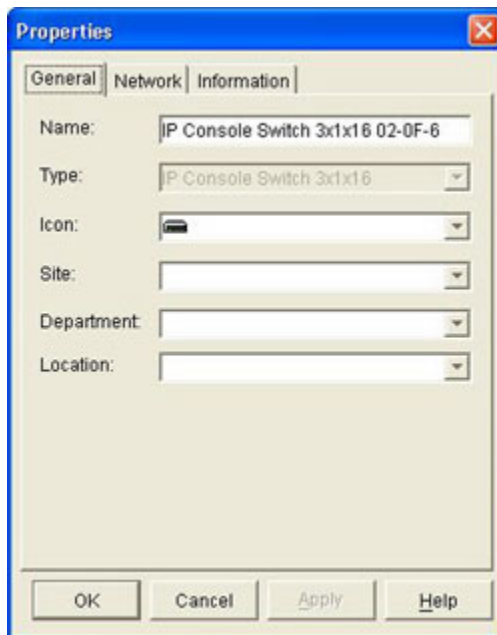 Properties
General Network Information
Name: IP Console Switch 3x1x16 02-0F-6
Type: IP Console Switch 3x1x16
Icon:
Site:
Department:
Location:
OK Cancel Apply Help